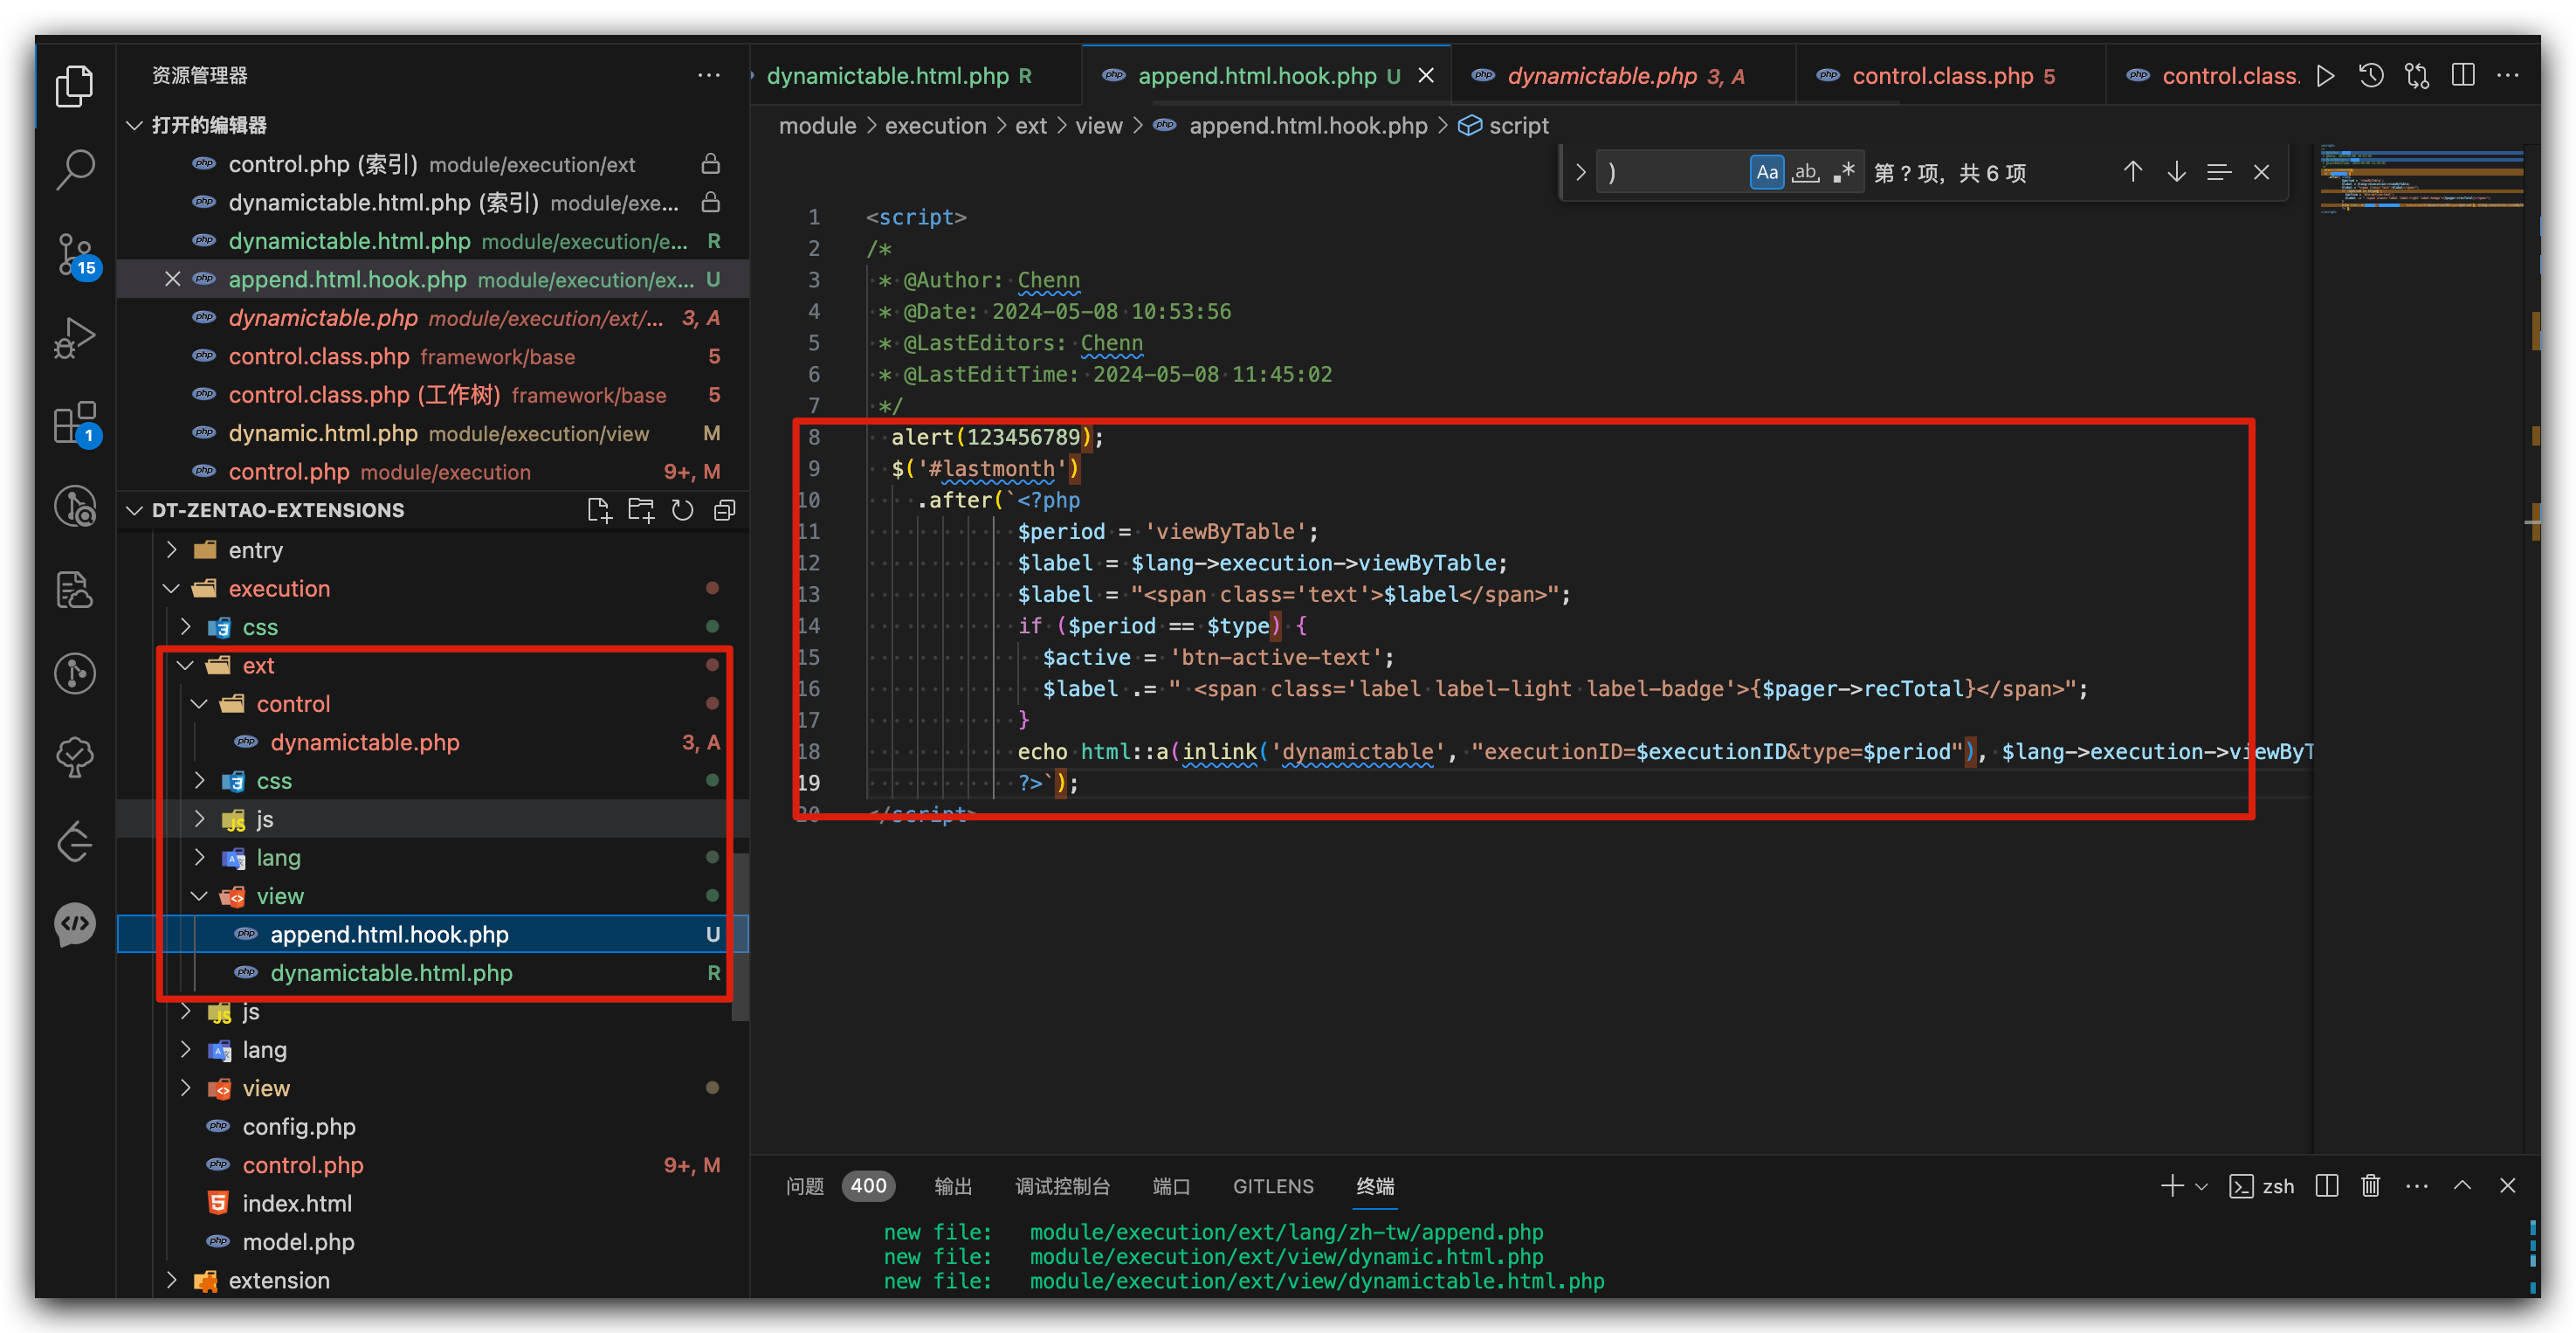 资源管理器
打开的编辑器
control.php (索引) module/execution/ext
dynamictable.html.php (索引) module/exe...
dynamictable.html.php module/execution/e... R
append.html.hook.php module/execution/ex... U
dynamictable.php module/execution/ext/... 3, A
control.class.php framework/base 5
control.class.php (工作树) framework/base 5
dynamic.html.php module/execution/view M
control.php module/execution 9+, M
DT-ZENTAO-EXTENSIONS
entry
execution
css
ext
control
dynamictable.php 3, A
css
js
lang
view
append.html.hook.php U
dynamictable.html.php R
js
lang
view
config.php
control.php 9+, M
index.html
model.php
extension
15
1
dynamictable.html.php R
append.html.hook.php U
dynamictable.php 3, A
control.class.php 5
control.class.
module > execution > ext > view > append.html.hook.php > script
) Aa ab 第 ? 项, 共 6 项
1 <script>
2 /*
3 * @Author: Chenn
4 * @Date: 2024-05-08 10:53:56
5 * @LastEditors: Chenn
6 * @LastEditTime: 2024-05-08 11:45:02
7 */
8 alert(123456789);
9 $('#lastmonth')
10 .after(`<?php
11 $period = 'viewByTable';
12 $label = $lang->execution->viewByTable;
13 $label = "<span class='text'>$label</span>";
14 if ($period == $type) {
15 $active = 'btn-active-text';
16 $label .= " <span class='label label-light label-badge'>{$pager->recTotal}</span>";
17 }
18 echo html::a(inlink('dynamictable', "executionID=$executionID&type=$period"), $lang->execution->viewByT
19 ?>`);
20 </script>
问题 400 输出 调试控制台 端口 GITLENS 终端
zsh
new file: module/execution/ext/lang/zh-tw/append.php
new file: module/execution/ext/view/dynamic.html.php
new file: module/execution/ext/view/dynamictable.html.php